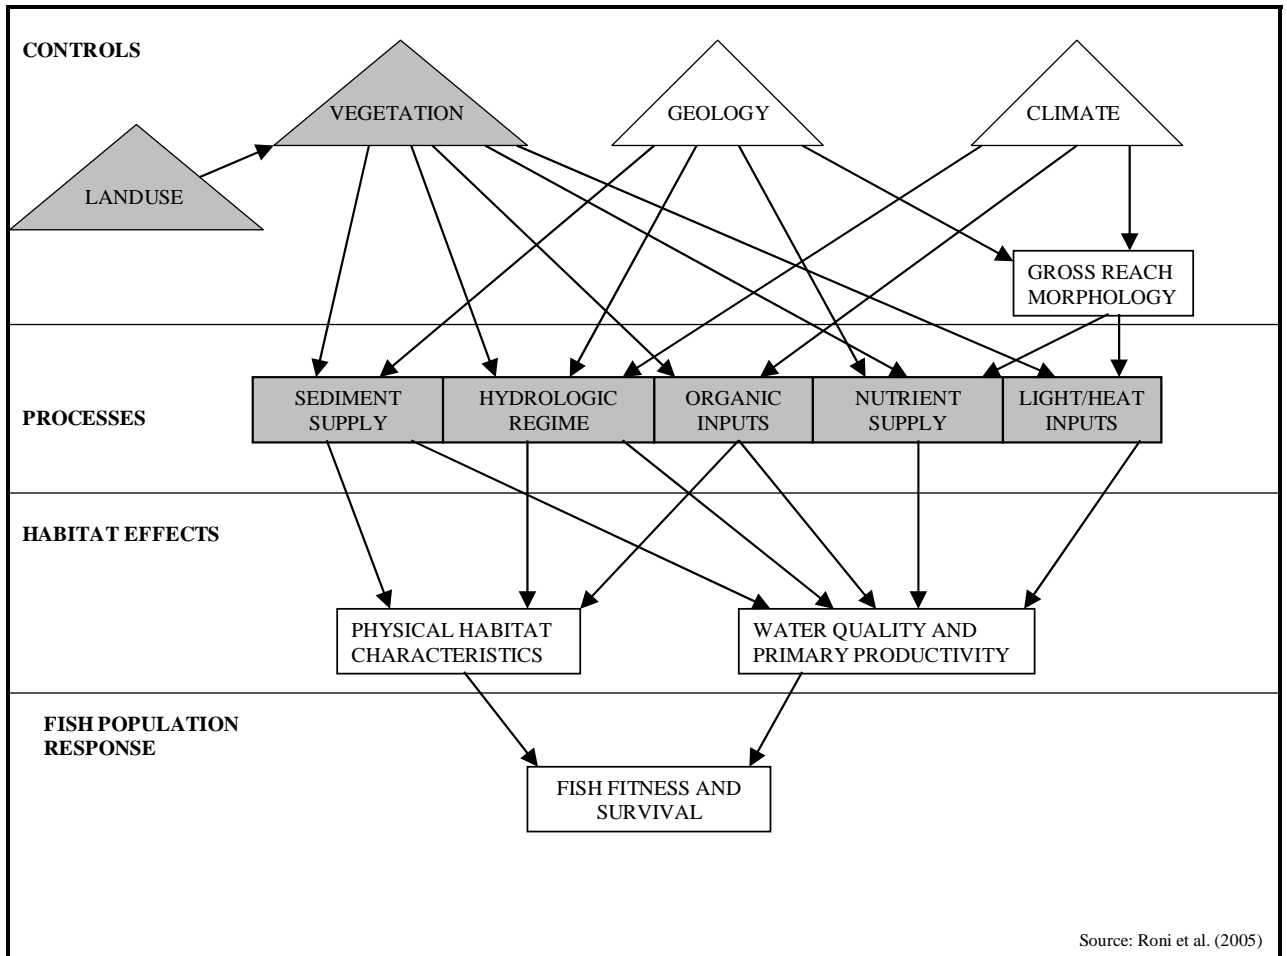 CONTROLS
VEGETATION
GEOLOGY
CLIMATE
LANDUSE
GROSS REACH
MORPHOLOGY
PROCESSES
SEDIMENT
SUPPLY
HYDROLOGIC
REGIME
ORGANIC
INPUTS
NUTRIENT
SUPPLY
LIGHT/HEAT
INPUTS
HABITAT EFFECTS
PHYSICAL HABITAT
CHARACTERISTICS
WATER QUALITY AND
PRIMARY PRODUCTIVITY
FISH POPULATION
RESPONSE
FISH FITNESS AND
SURVIVAL
Source: Roni et al. (2005)